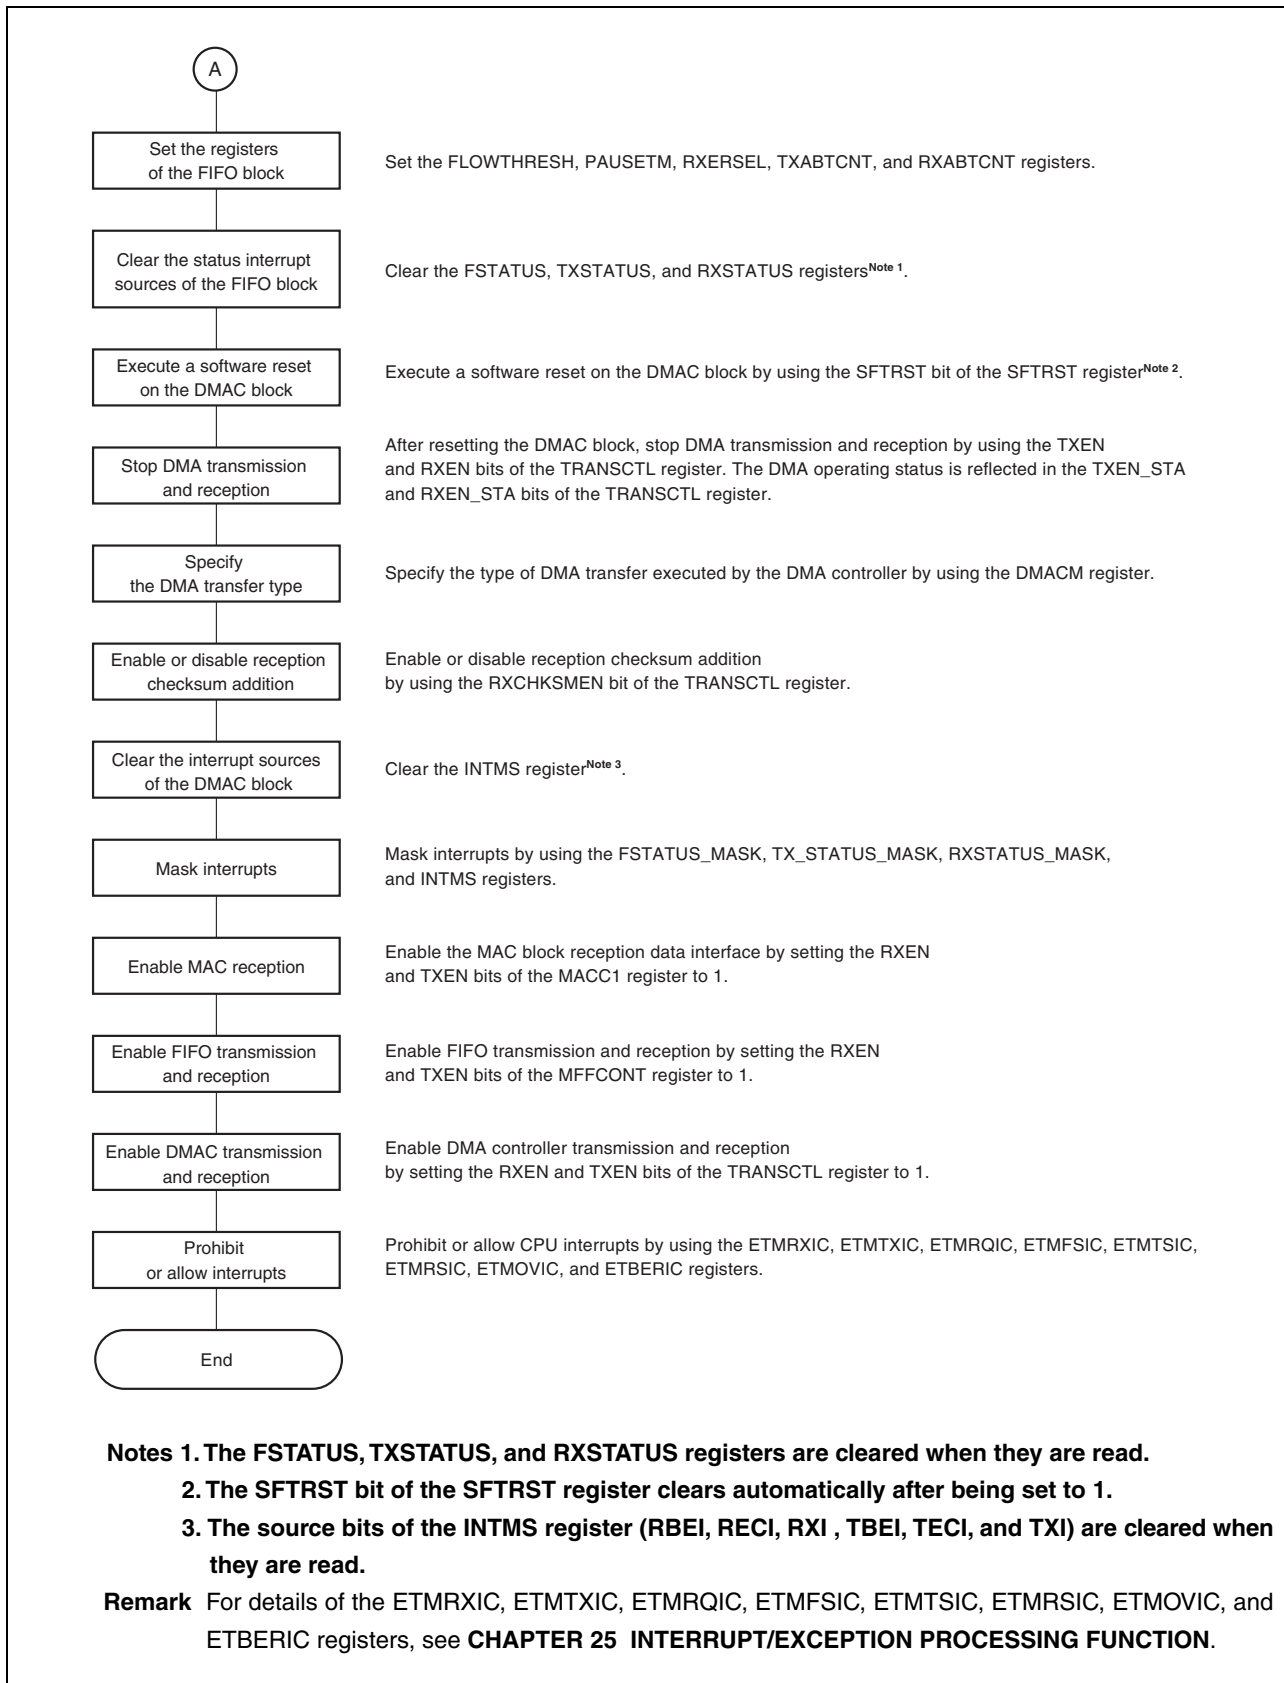 A
Set the registers
of the FIFO block
Set the FLOWTHRESH, PAUSETM, RXERSEL, TXABTCNT, and RXABTCNT registers.
Clear the status interrupt
sources of the FIFO block
Clear the FSTATUS, TXSTATUS, and RXSTATUS registersNote 1.
Execute a software reset
on the DMAC block
Execute a software reset on the DMAC block by using the SFTRST bit of the SFTRST registerNote 2.
Stop DMA transmission
and reception
After resetting the DMAC block, stop DMA transmission and reception by using the TXEN
and RXEN bits of the TRANSCTL register. The DMA operating status is reflected in the TXEN_STA
and RXEN_STA bits of the TRANSCTL register.
Specify
the DMA transfer type
Specify the type of DMA transfer executed by the DMA controller by using the DMACM register.
Enable or disable reception
checksum addition
Enable or disable reception checksum addition
by using the RXCHKSMEN bit of the TRANSCTL register.
Clear the interrupt sources
of the DMAC block
Clear the INTMS registerNote 3.
Mask interrupts
Mask interrupts by using the FSTATUS_MASK, TX_STATUS_MASK, RXSTATUS_MASK,
and INTMS registers.
Enable MAC reception
Enable the MAC block reception data interface by setting the RXEN
and TXEN bits of the MACC1 register to 1.
Enable FIFO transmission
and reception
Enable FIFO transmission and reception by setting the RXEN
and TXEN bits of the MFFCONT register to 1.
Enable DMAC transmission
and reception
Enable DMA controller transmission and reception
by setting the RXEN and TXEN bits of the TRANSCTL register to 1.
Prohibit
or allow interrupts
Prohibit or allow CPU interrupts by using the ETMRXIC, ETMTXIC, ETMRQIC, ETMFSIC, ETMTSIC,
ETMRSIC, ETMOVIC, and ETBERIC registers.
End
Notes 1. The FSTATUS, TXSTATUS, and RXSTATUS registers are cleared when they are read.
2. The SFTRST bit of the SFTRST register clears automatically after being set to 1.
3. The source bits of the INTMS register (RBEI, RECI, RXI , TBEI, TECI, and TXI) are cleared when
they are read.
Remark For details of the ETMRXIC, ETMTXIC, ETMRQIC, ETMFSIC, ETMTSIC, ETMRSIC, ETMOVIC, and
ETBERIC registers, see CHAPTER 25 INTERRUPT/EXCEPTION PROCESSING FUNCTION.